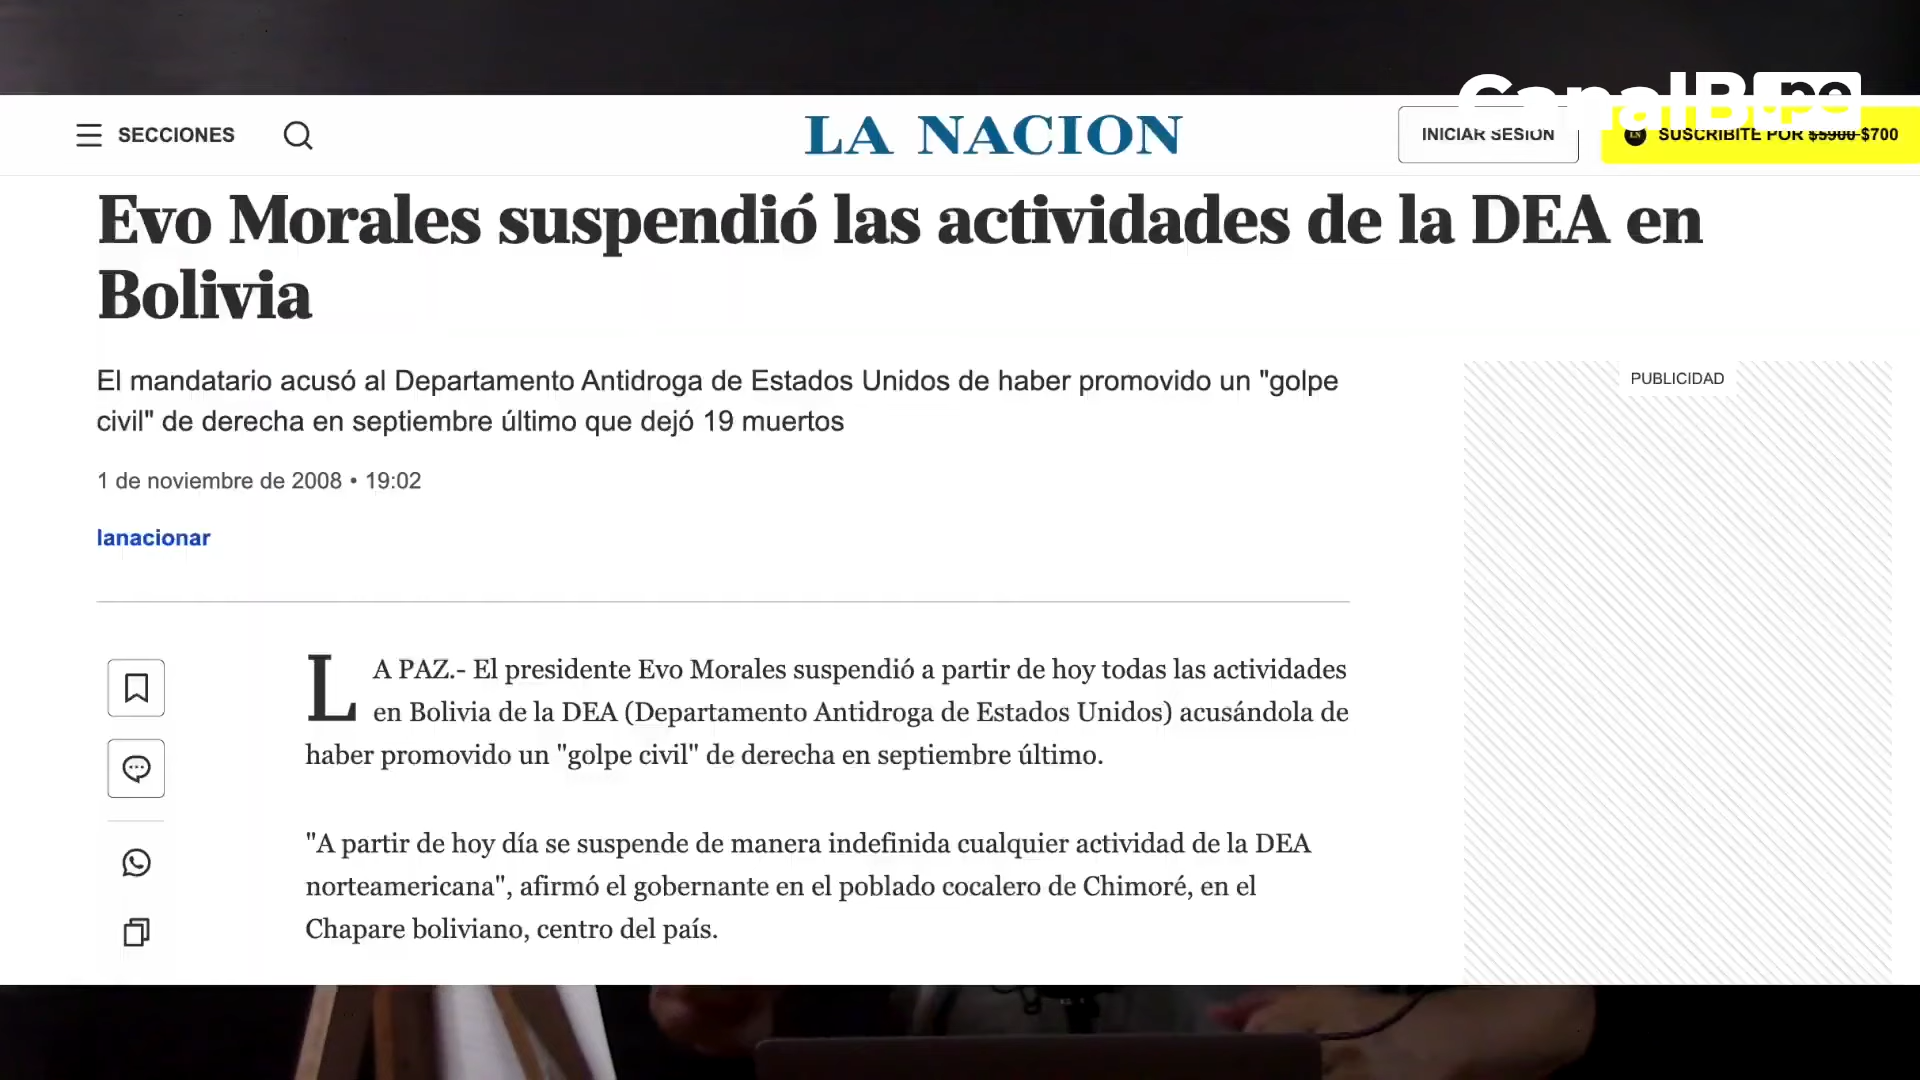 CanalB.pe
SECCIONES
LA NACION
INICIAR SESIÓN
SUSCRIBITE POR $5900 $700
Evo Morales suspendió las actividades de la DEA en
Bolivia
El mandatario acusó al Departamento Antidroga de Estados Unidos de haber promovido un "golpe
civil" de derecha en septiembre último que dejó 19 muertos
PUBLICIDAD
1 de noviembre de 2008 • 19:02
lanacionar
LA PAZ.- El presidente Evo Morales suspendió a partir de hoy todas las actividades
en Bolivia de la DEA (Departamento Antidroga de Estados Unidos) acusándola de
haber promovido un "golpe civil" de derecha en septiembre último.
"A partir de hoy día se suspende de manera indefinida cualquier actividad de la DEA
norteamericana", afirmó el gobernante en el poblado cocalero de Chimoré, en el
Chapare boliviano, centro del país.